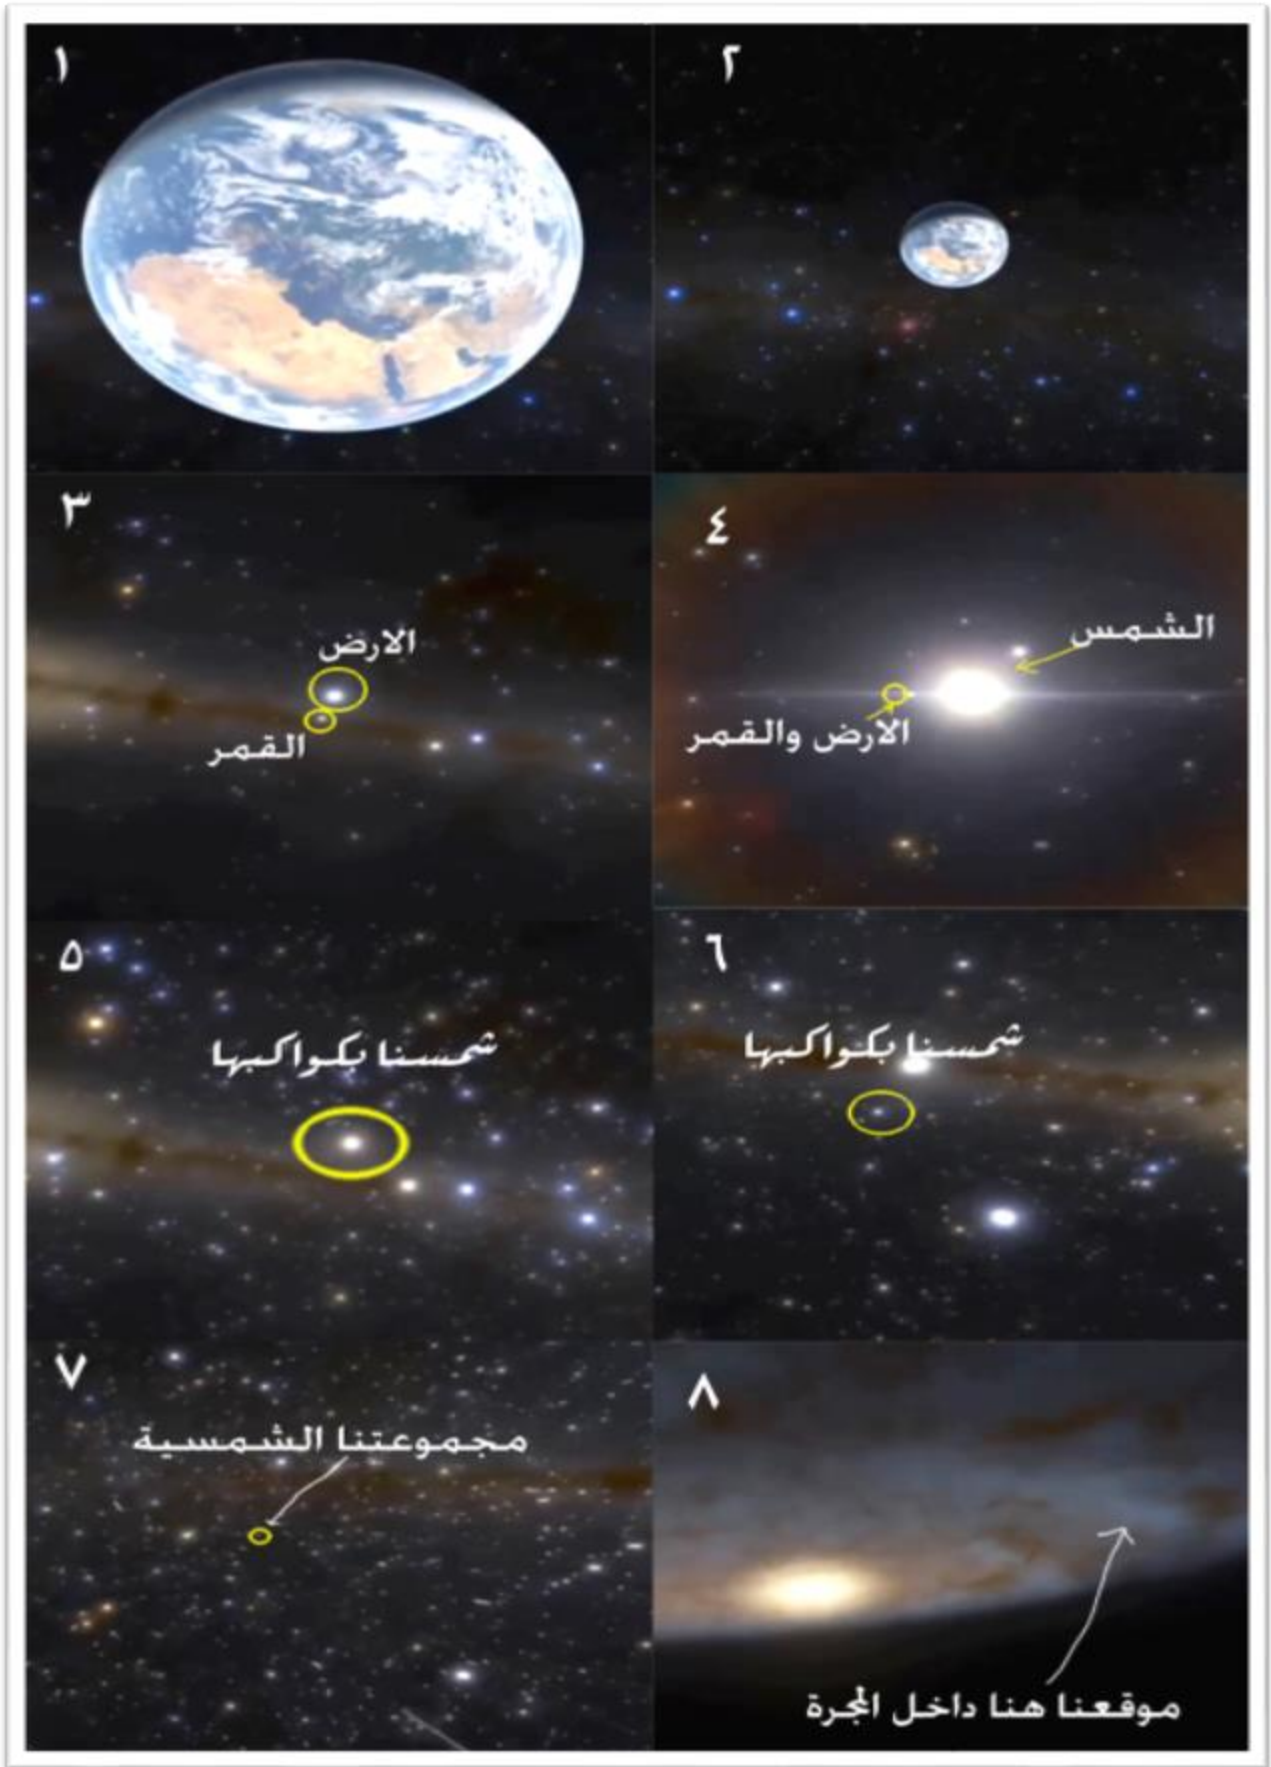 ١
٢
٣
الارض
القمر
٤
الشمس
الارض والقمر
٥
شمسنا بكواكبها
٦
شمسنا بكواكبها
٧
مجموعتنا الشمسية
٨
موقعنا هنا داخل المجرة